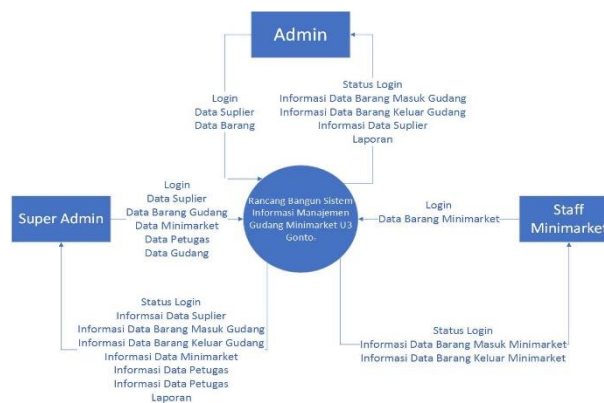 Admin
Login
Data Suplier
Data Barang
Status Login
Informasi Data Barang Masuk Gudang
Informasi Data Barang Keluar Gudang
Informasi Data Suplier
Laporan
Super Admin
Login
Data Suplier
Data Barang Gudang
Data Minimarket
Data Petugas
Data Gudang
Rancang Bangun Sistem
Informasi Manajemen
Gudang Minimarket U3
Gonto-
Login
Data Barang Minimarket
Staff
Minimarket
Status Login
Informsai Data Suplier
Informasi Data Barang Masuk Gudang
Informasi Data Barang Keluar Gudang
Informasi Data Minimarket
Informasi Data Petugas
Informasi Data Petugas
Laporan
Status Login
Informasi Data Barang Masuk Minimarket
Informasi Data Barang Keluar Minimarket